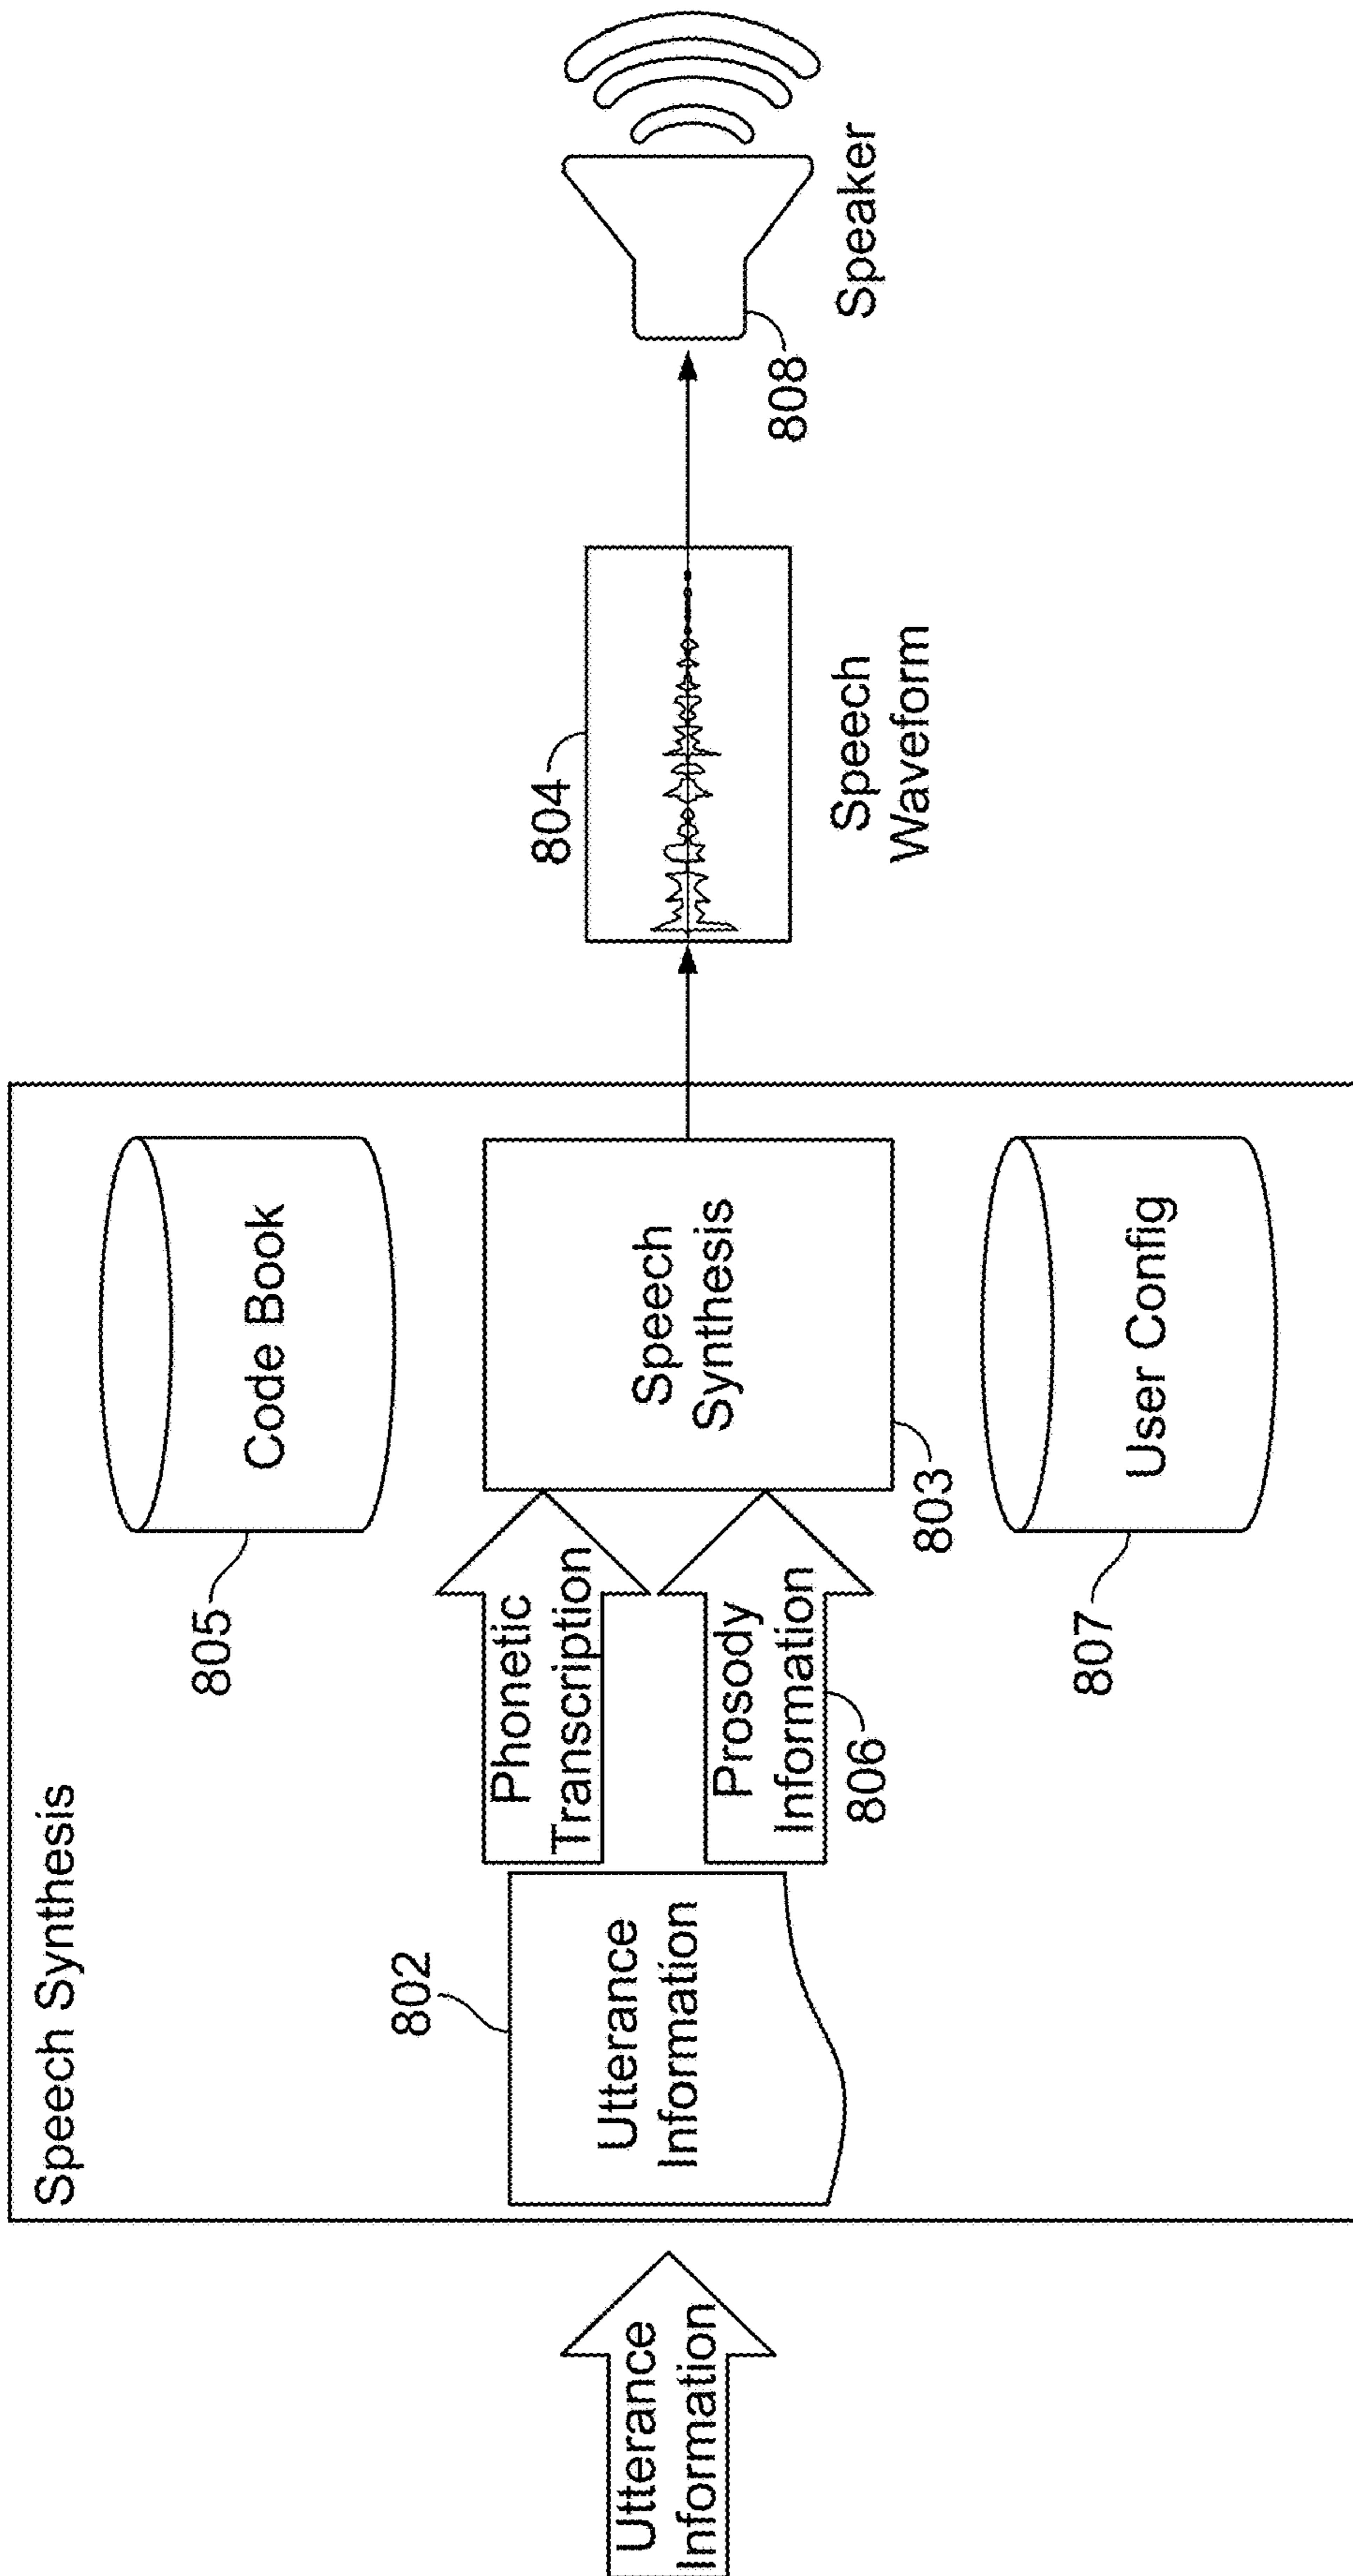 Speech Synthesis
Utterance
Information
802
Utterance
Information
Phonetic
Transcription
Prosody
Information
806
805
Code Book
Speech
Synthesis
803
807
User Config
804
Speech
Waveform
808
Speaker